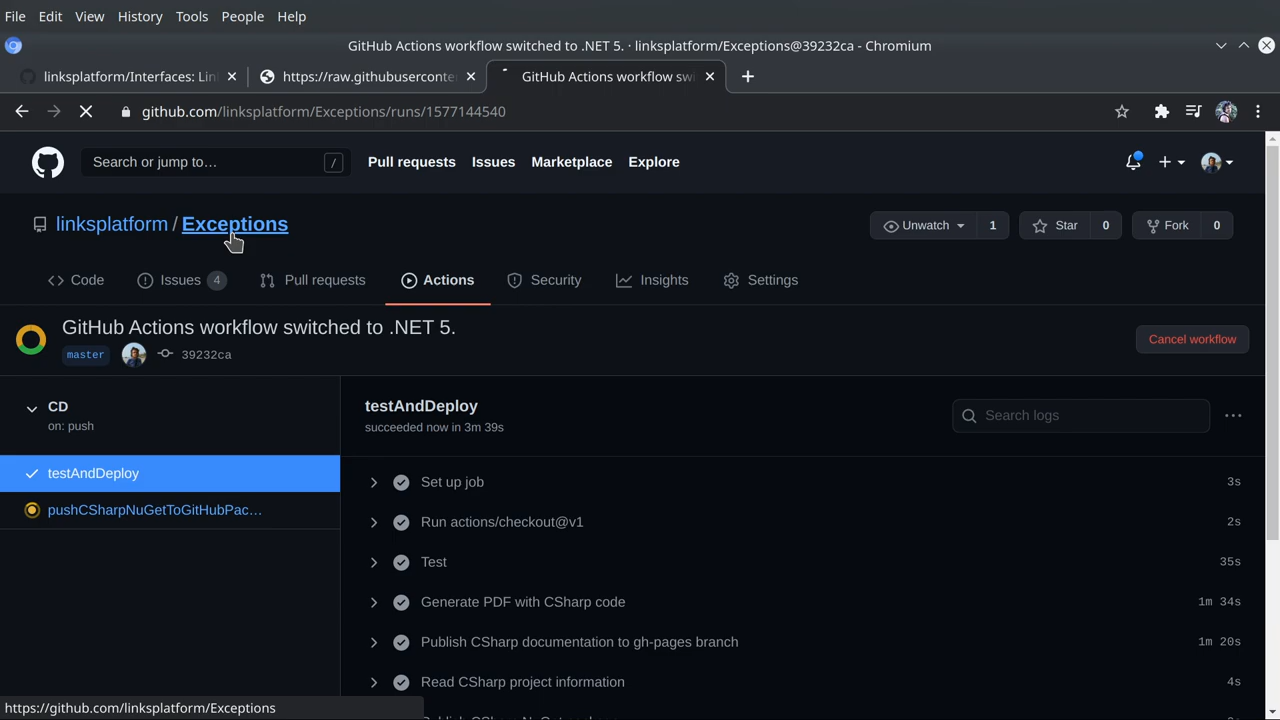 File Edit View History Tools People Help
GitHub Actions workflow switched to .NET 5. · linksplatform/Exceptions@39232ca - Chromium
linksplatform/Interfaces: Lin
https://raw.githubuserconte
GitHub Actions workflow swi
github.com/linksplatform/Exceptions/runs/1577144540
Search or jump to… / Pull requests Issues Marketplace Explore
linksplatform / Exceptions
Unwatch 1 Star 0 Fork 0
Code Issues 4 Pull requests Actions Security Insights Settings
GitHub Actions workflow switched to .NET 5.
master 39232ca
Cancel workflow
CD
on: push
testAndDeploy
pushCSharpNuGetToGitHubPac…
testAndDeploy
succeeded now in 3m 39s
Search logs
Set up job 3s
Run actions/checkout@v1 2s
Test 35s
Generate PDF with CSharp code 1m 34s
Publish CSharp documentation to gh-pages branch 1m 20s
Read CSharp project information 4s
https://github.com/linksplatform/Exceptions